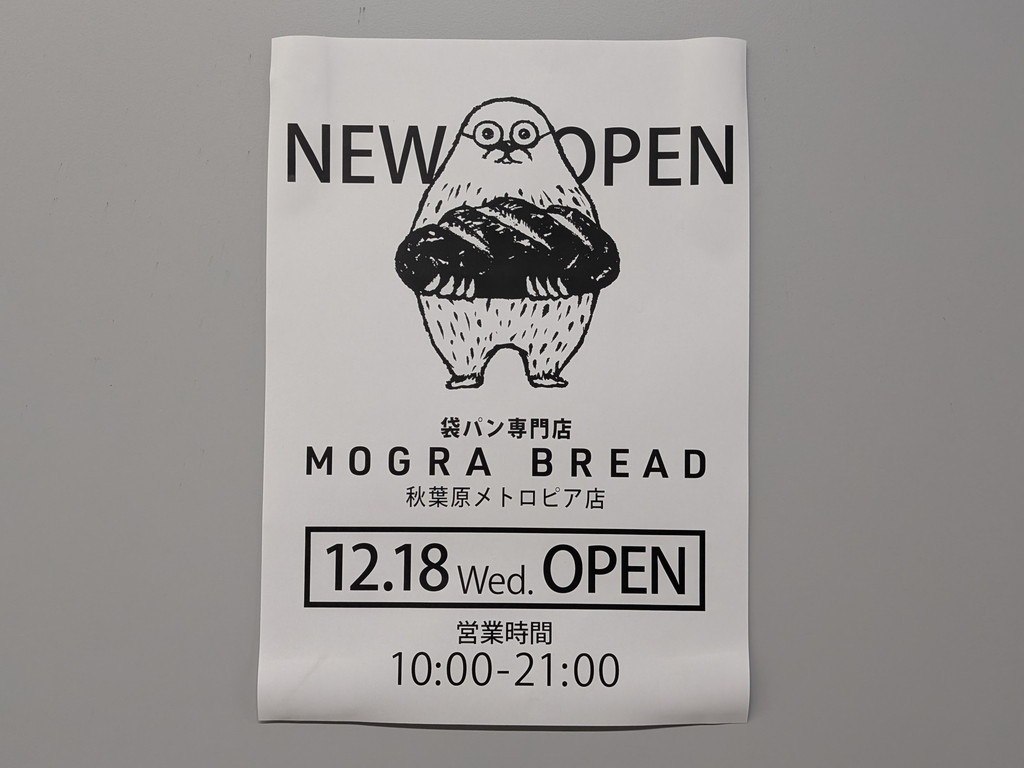 NEW OPEN
袋パン専門店
MOGRA BREAD
秋葉原メトロピア店
12.18 Wed. OPEN
営業時間
10:00-21:00